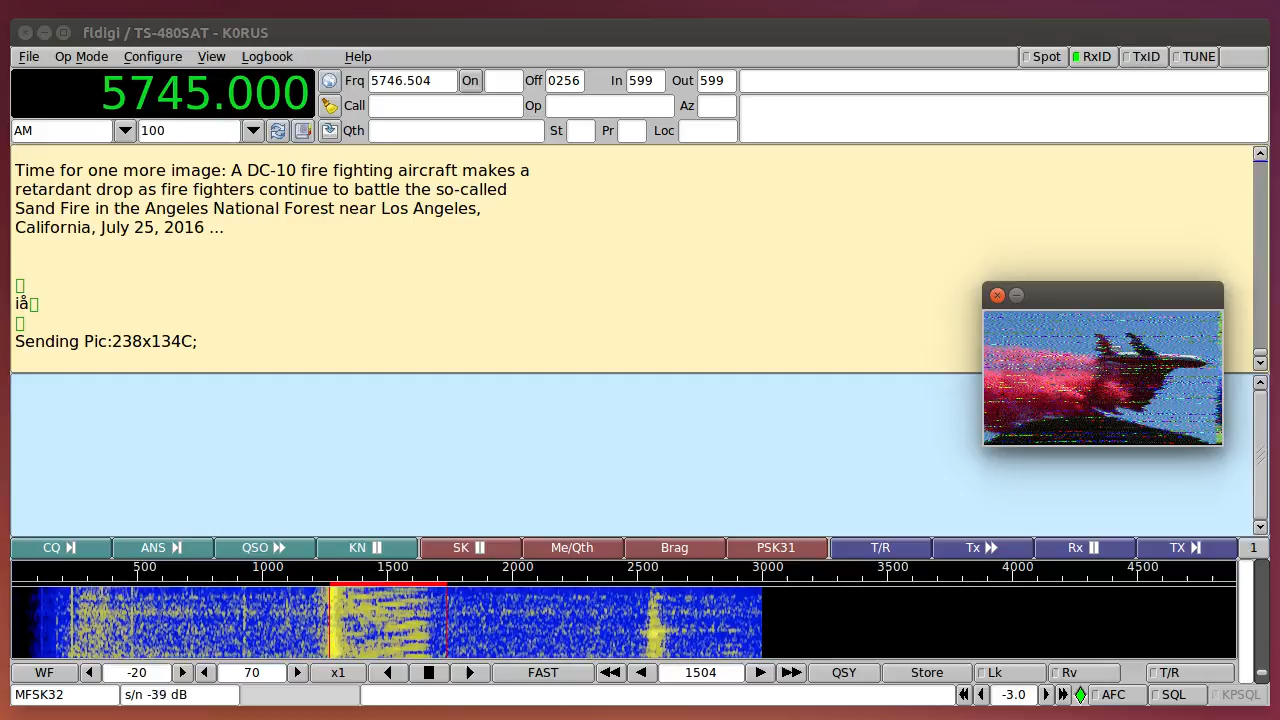 fldigi / TS-480SAT - K0RUS
File Op Mode Configure View Logbook Help Spot RxID TxID TUNE
5745.000 Frq 5746.504 On Off 0256 In 599 Out 599
Call Op Az
AM 100 Qth St Pr Loc
Time for one more image: A DC-10 fire fighting aircraft makes a
retardant drop as fire fighters continue to battle the so-called
Sand Fire in the Angeles National Forest near Los Angeles,
California, July 25, 2016 ...
iå
Sending Pic:238x134C;
CQ ANS QSO KN SK Me/Qth Brag PSK31 T/R Tx Rx TX 1
500 1000 1500 2000 2500 3000 3500 4000 4500
WF -20 70 x1 FAST 1504 QSY Store Lk Rv T/R
MFSK32 s/n -39 dB -3.0 AFC SQL KPSQL